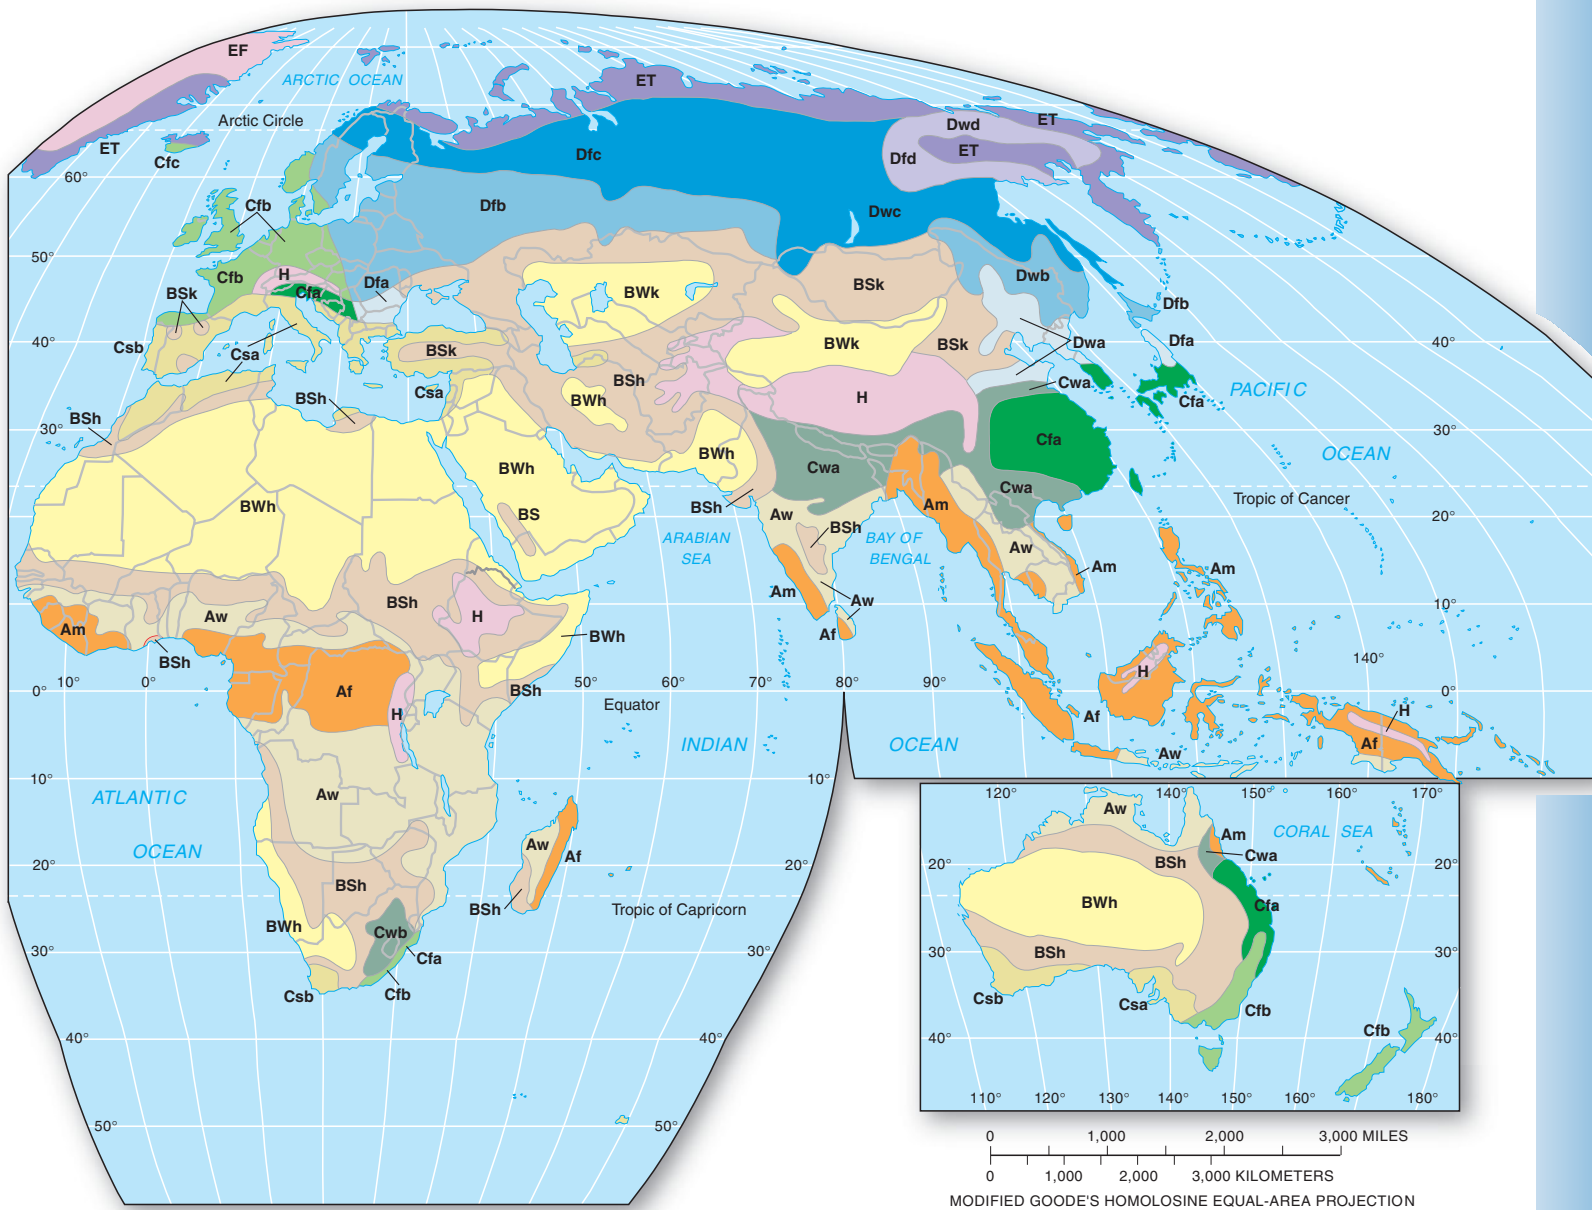 EF
ARCTIC OCEAN
ET
Arctic Circle
Dwd
ET
ET
Cfc
Dfc
Dfd
ET
60°
Cfb
Dfb
Dwc
50°
Cfb
H
Dfa
Dwb
BSk
Cfa
BWk
BSk
Dfb
40°
Csb
Csa
BSk
BWk
BSk
Dwa
Dfa
40°
BSh
Csa
BSh
BWh
H
Cwa
Cfa
PACIFIC
BSh
30°
BWh
Cfa
30°
OCEAN
BWh
Cwa
Cwa
BWh
BSh
Tropic of Cancer
BS
Aw
Am
20°
ARABIAN
SEA
BSh
BAY OF
BENGAL
Aw
Am
Am
Am
BSh
Aw
Aw
H
10°
Am
Af
BSh
BWh
140°
H
10°
0°
Af
BSh
50°
60°
70°
80°
90°
0°
0°
Equator
H
Af
H
INDIAN
OCEAN
Af
Aw
10°
10°
ATLANTIC
Aw
OCEAN
Aw
Af
20°
20°
BSh
BSh
Tropic of Capricorn
BWh
Cwb
30°
Cfa
30°
Csb
Cfb
40°
40°
50°
50°
120°
140°
150°
160°
170°
Aw
Am
CORAL SEA
BSh
Cwa
20°
20°
BWh
Cfa
BSh
30°
30°
Csb
Csa
Cfb
Cfb
40°
40°
110°
120°
130°
140°
150°
160°
180°
0
1,000
2,000
3,000 MILES
0
1,000
2,000
3,000 KILOMETERS
MODIFIED GOODE'S HOMOLOSINE EQUAL-AREA PROJECTION